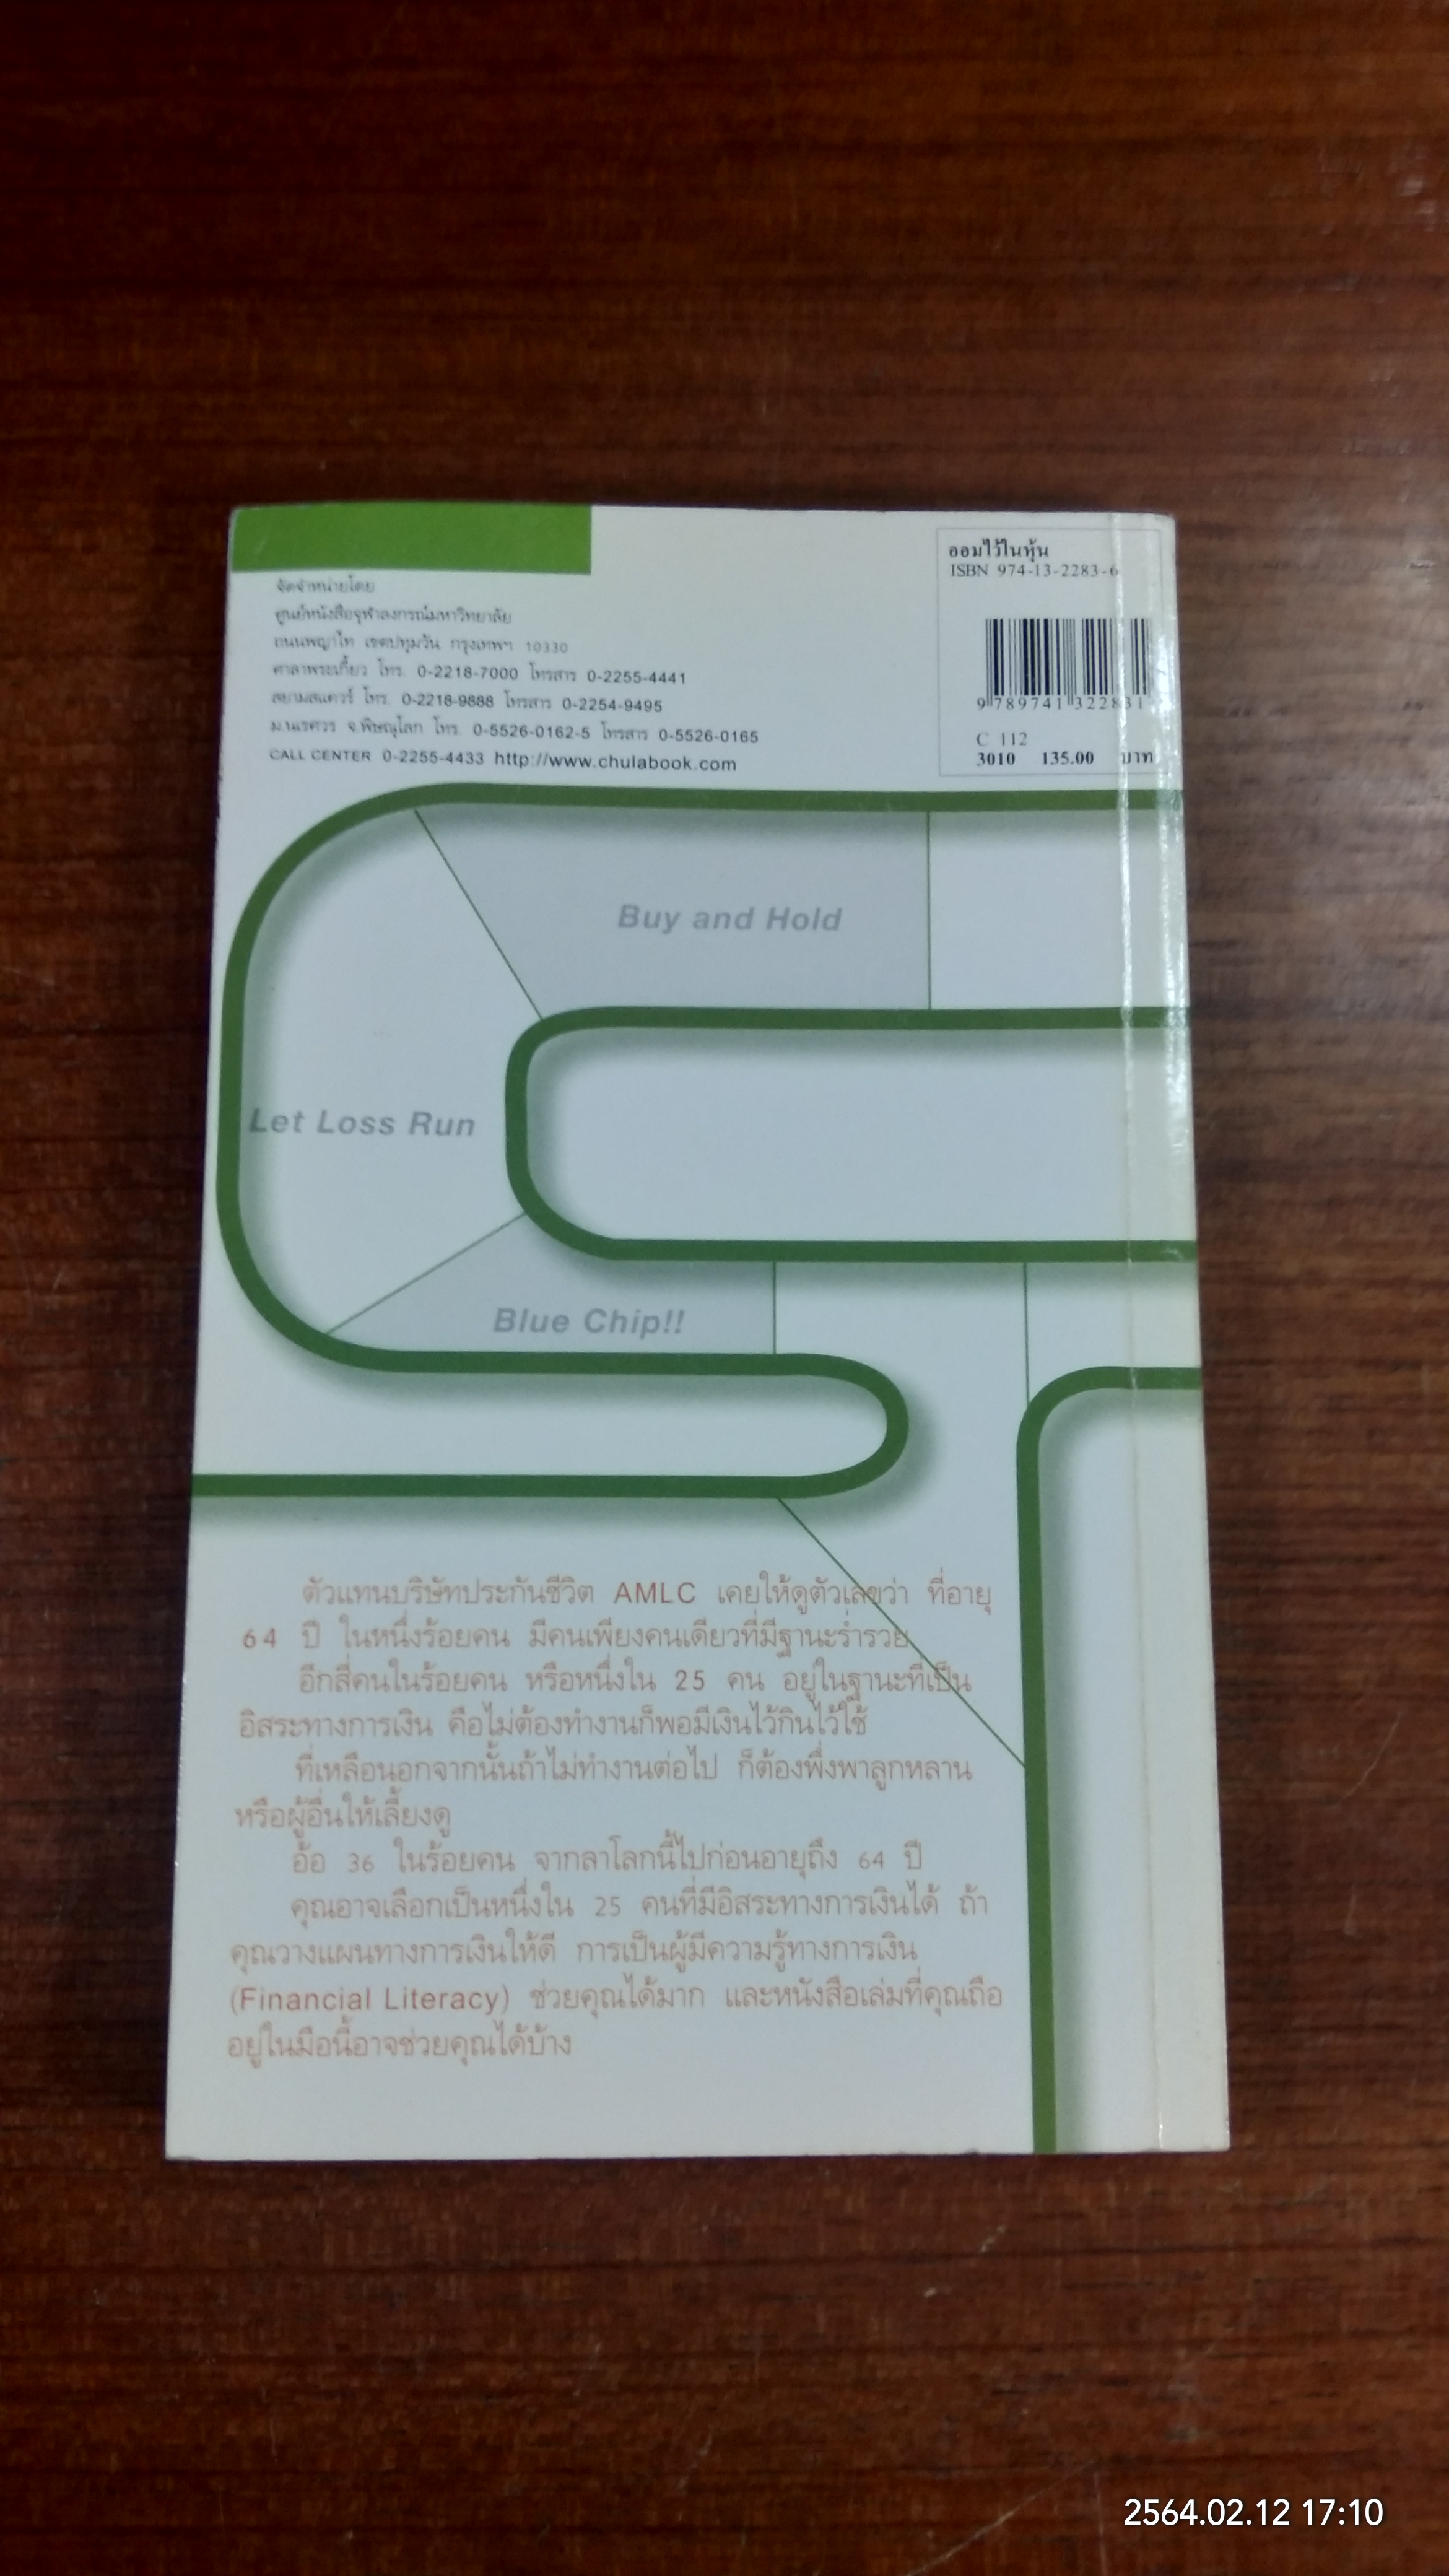 ออมไว้ในหุ้น
ISBN 974-13-2283-6
9 789741 322831
C 112
3010 135.00 บาท
จัดจำหน่ายโดย
ศูนย์หนังสือจุฬาลงกรณ์มหาวิทยาลัย
ถนนพญาไท เขตปทุมวัน กรุงเทพฯ 10330
ศาลาพระเกี้ยว โทร. 0-2218-7000 โทรสาร 0-2255-4441
สยามสแควร์ โทร. 0-2218-9888 โทรสาร 0-2254-9495
ม.นเรศวร จ.พิษณุโลก โทร. 0-5526-0162-5 โทรสาร 0-5526-0165
CALL CENTER 0-2255-4433 http://www.chulabook.com
Buy and Hold
Let Loss Run
Blue Chip!!
ตัวแทนบริษัทประกันชีวิต AMLC เคยให้ดูตัวเลขว่า ที่อายุ
64 ปี ในหนึ่งร้อยคน มีคนเพียงคนเดียวที่มีฐานะร่ำรวย
อีกสี่คนในร้อยคน หรือหนึ่งใน 25 คน อยู่ในฐานะที่เป็น
อิสระทางการเงิน คือไม่ต้องทำงานก็พอมีเงินไว้กินไว้ใช้
ที่เหลือนอกจากนั้นถ้าไม่ทำงานต่อไป ก็ต้องพึ่งพาลูกหลาน
หรือผู้อื่นให้เลี้ยงดู
อ้อ 36 ในร้อยคน จากลาโลกนี้ไปก่อนอายุถึง 64 ปี
คุณอาจเลือกเป็นหนึ่งใน 25 คนที่มีอิสระทางการเงินได้ ถ้า
คุณวางแผนทางการเงินให้ดี การเป็นผู้มีความรู้ทางการเงิน
(Financial Literacy) ช่วยคุณได้มาก และหนังสือเล่มที่คุณถือ
อยู่ในมือนี้อาจช่วยคุณได้บ้าง
2564.02.12 17:10